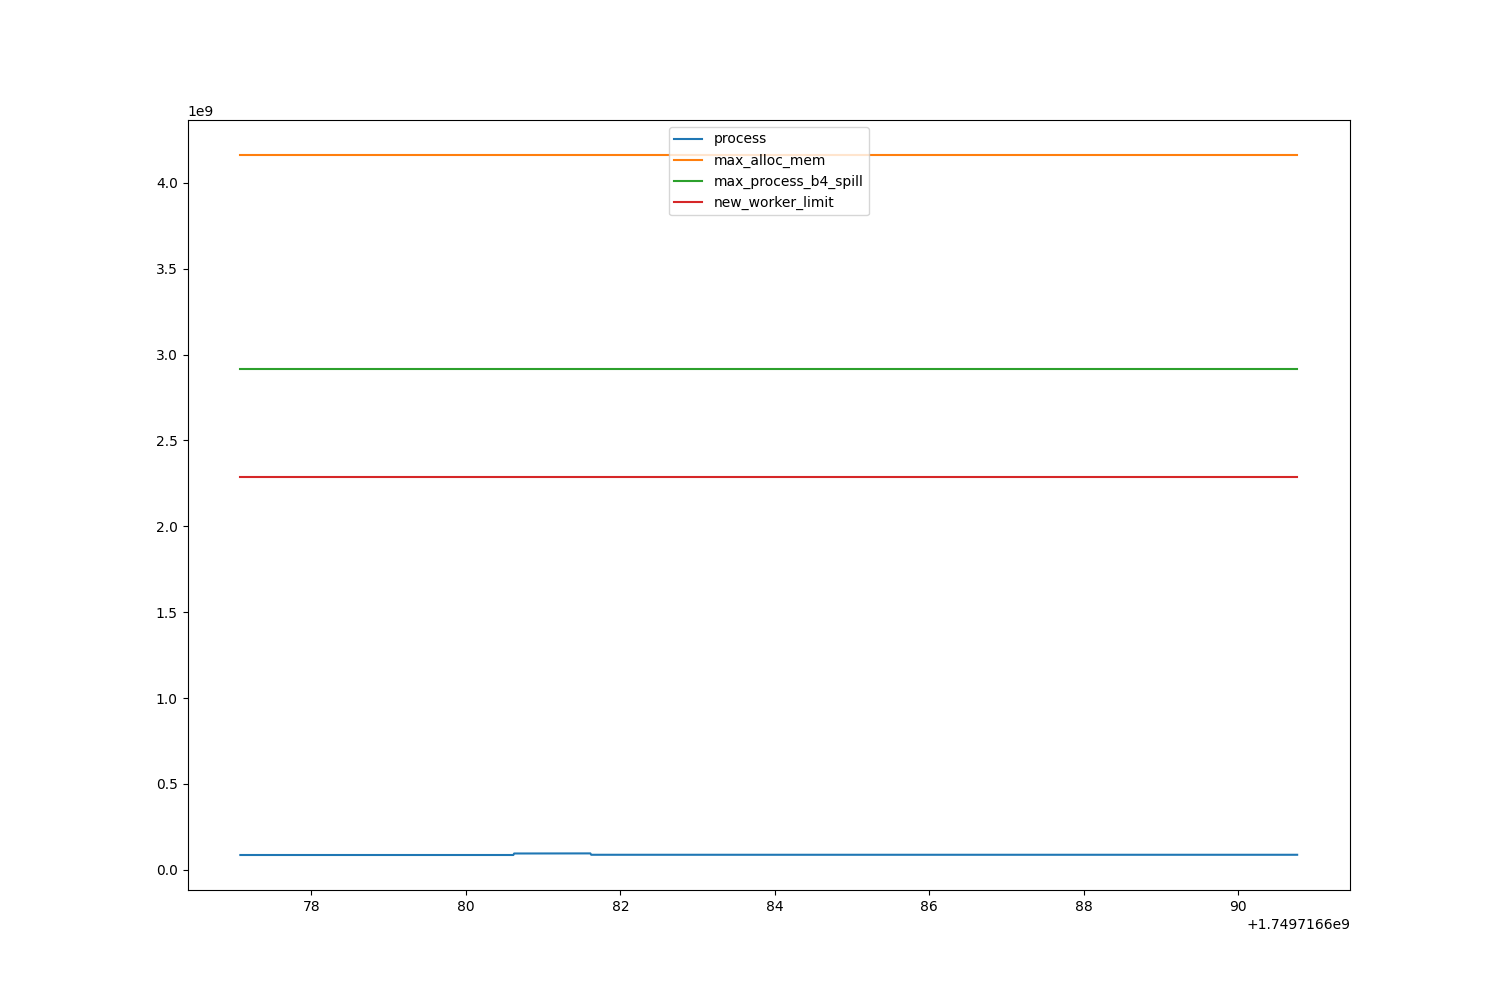 1e9
process
max_alloc_mem
max_process_b4_spill
new_worker_limit
4.0
3.5
3.0
2.5
2.0
1.5
1.0
0.5
0.0
78 80 82 84 86 88 90
+1.7497166e9